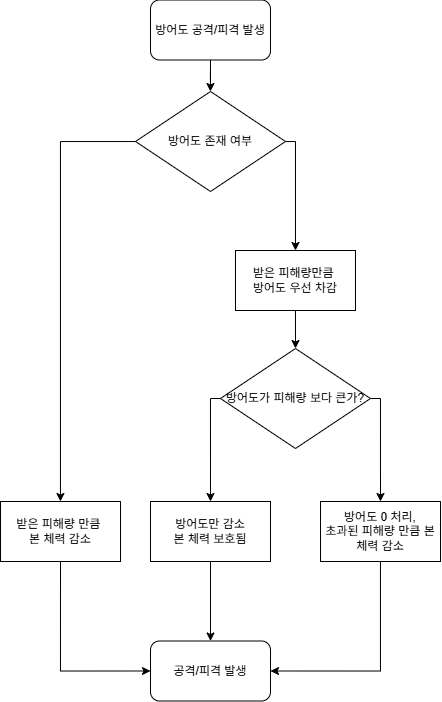 방어도 공격/피격 발생
방어도 존재 여부
받은 피해량만큼
방어도 우선 차감
방어도가 피해량 보다 큰가?
받은 피해량 만큼
본 체력 감소
방어도만 감소
본 체력 보호됨
방어도 0 처리,
초과된 피해량 만큼 본
체력 감소
공격/피격 발생